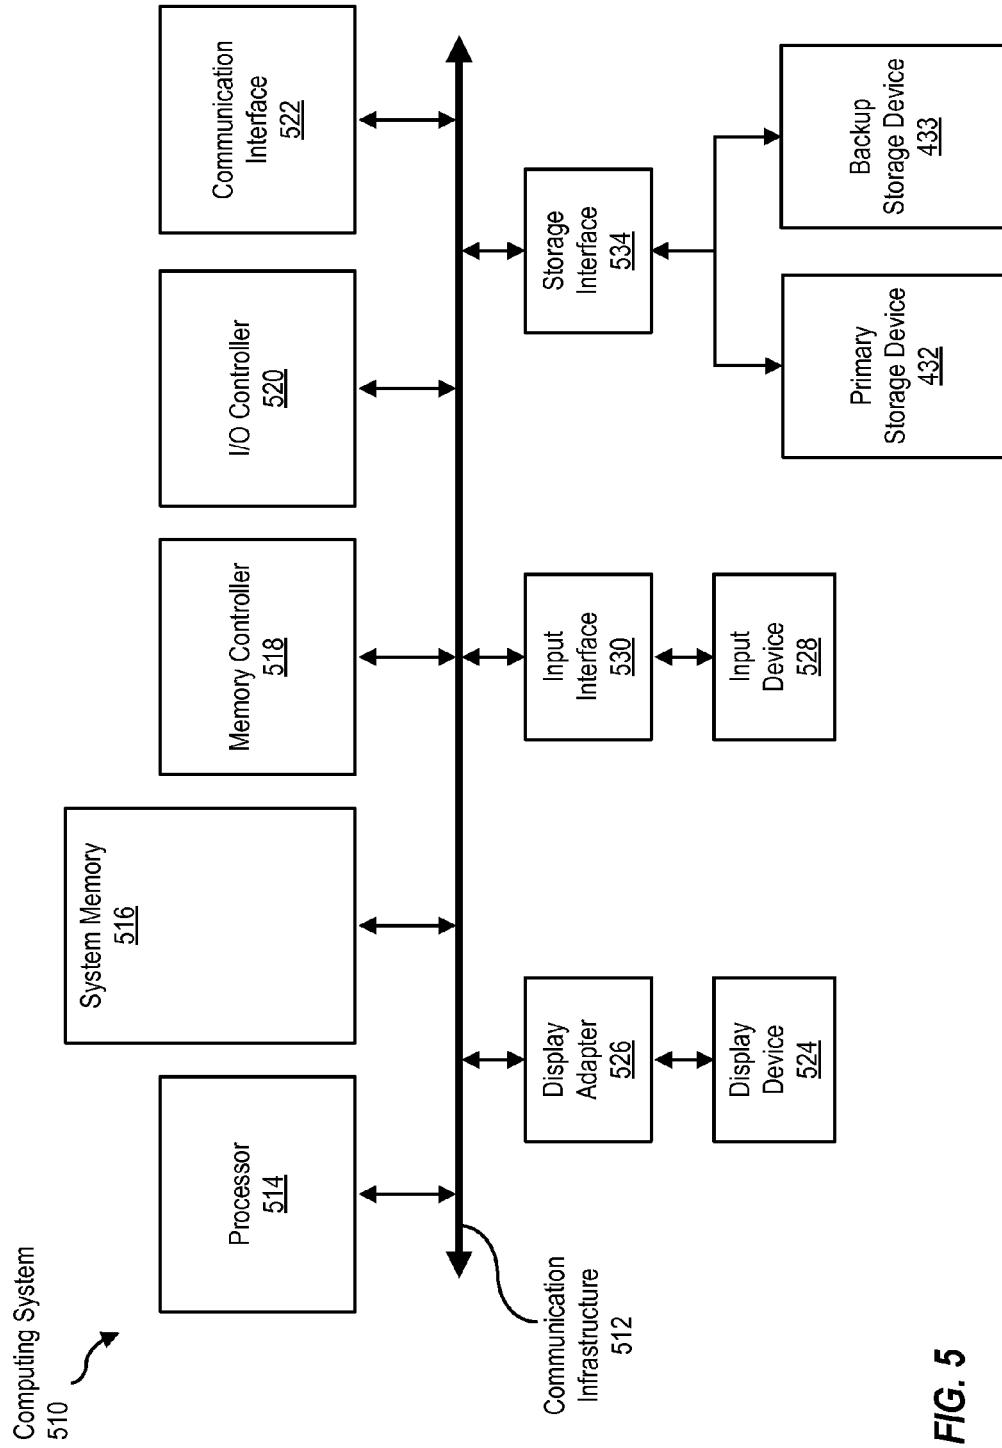 Computing System
510
Processor
514
System Memory
516
Memory Controller
518
I/O Controller
520
Communication
Interface
522
Communication
Infrastructure
512
Display
Adapter
526
Input
Interface
530
Storage
Interface
534
Display
Device
524
Input
Device
528
Primary
Storage Device
432
Backup
Storage Device
433
FIG. 5